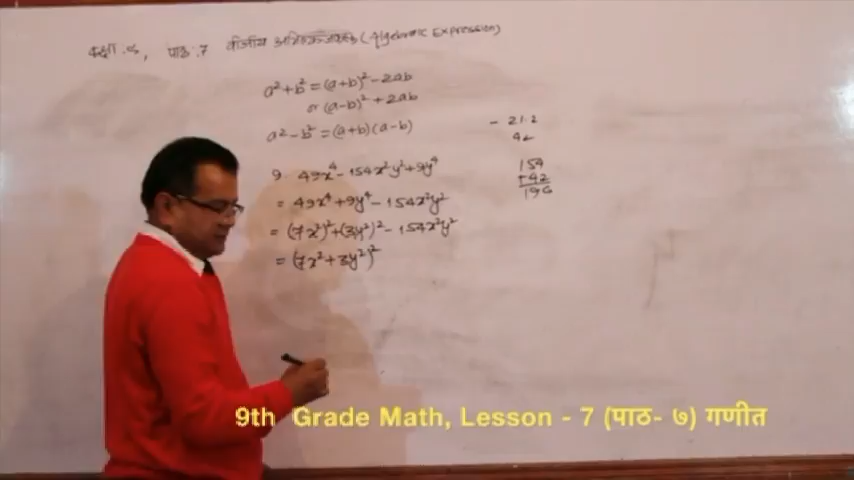 कक्षा ९, पाठ: 7 बीजीय अभिव्यञ्जक (Algebraic Expression)
a² + b² = (a+b)² - 2ab
or (a-b)² + 2ab
a² - b² = (a+b)(a-b)
- 21.2
42
9. 49x⁴ - 154x²y² + 9y⁴
154
+42
196
= 49x⁴ + 9y⁴ - 154x²y²
= (7x²)² + (3y²)² - 154x²y²
= (7x² + 3y²)²
9th Grade Math, Lesson - 7 (पाठ- ७) गणीत